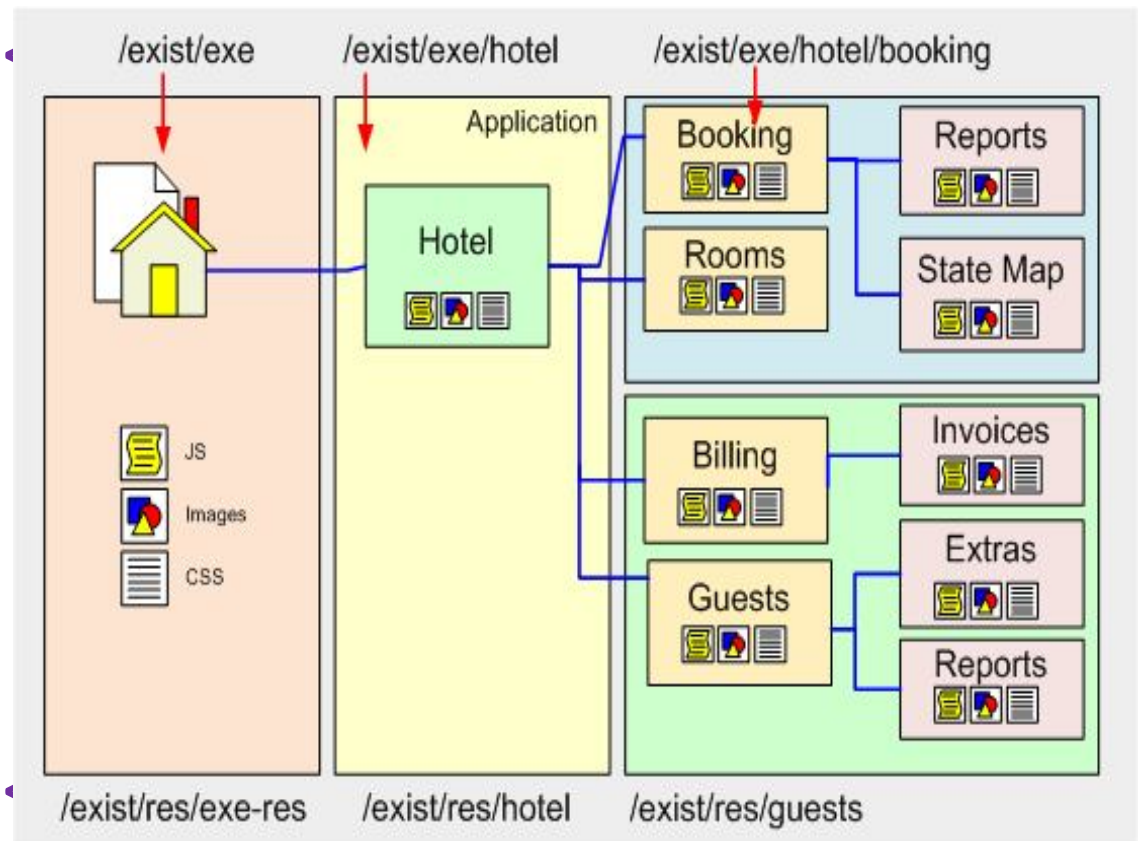 /exist/exe
/exist/exe/hotel
/exist/exe/hotel/booking
Application
Hotel
JS
Images
CSS
Booking
Reports
Rooms
State Map
Billing
Invoices
Guests
Extras
Reports
/exist/res/exe-res
/exist/res/hotel
/exist/res/guests